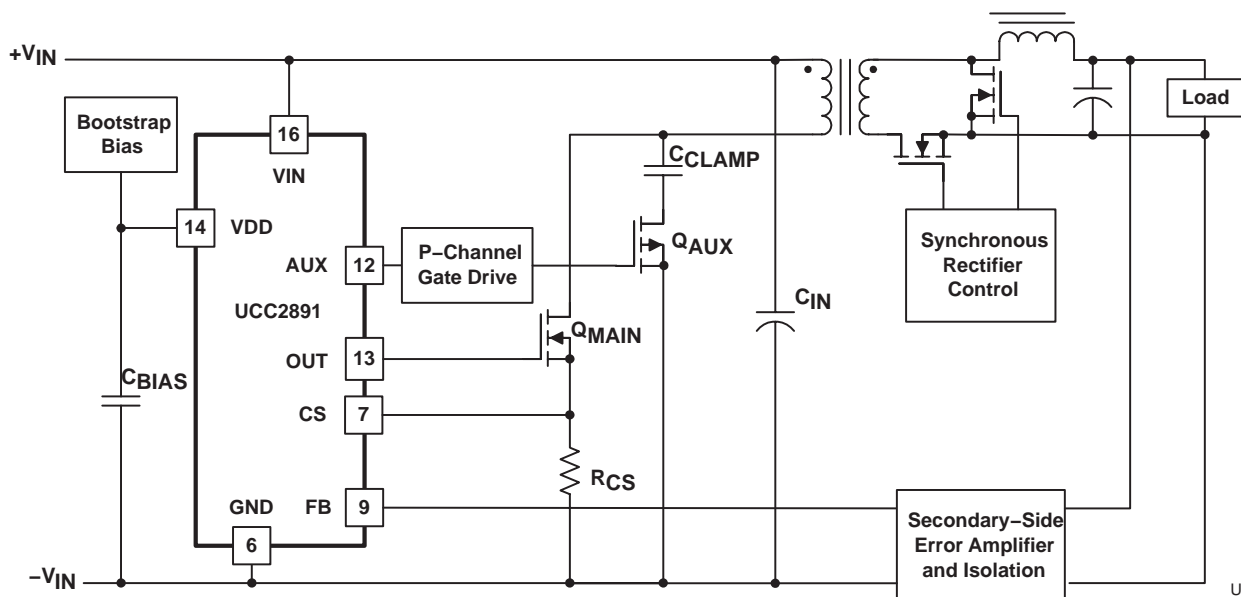 +VIN
Bootstrap
Bias
16
VIN
14
VDD
AUX
12
P–Channel
Gate Drive
UCC2891
OUT
13
CBIAS
CS
7
GND
FB
9
6
–VIN
CCLAMP
QAUX
QMAIN
RCS
CIN
Load
Synchronous
Rectifier
Control
Secondary–Side
Error Amplifier
and Isolation
U